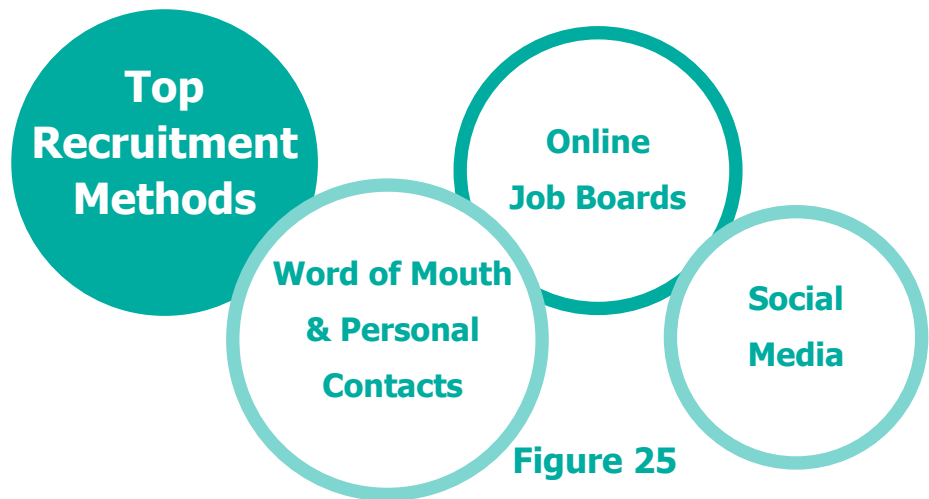 Top
Recruitment
Methods
Word of Mouth
& Personal
Contacts
Online
Job Boards
Social
Media
Figure 25